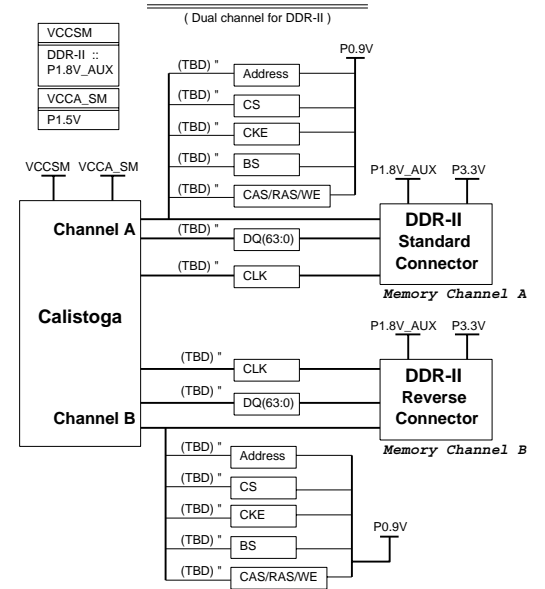 ( Dual channel for DDR-II )
VCCSM
DDR-II ::
P1.8V_AUX
VCCA_SM
P1.5V
P0.9V
(TBD) " Address
(TBD) " CS
(TBD) " CKE
(TBD) " BS
(TBD) " CAS/RAS/WE
VCCSM VCCA_SM
P1.8V_AUX P3.3V
Channel A
(TBD) " DQ(63:0)
(TBD) " CLK
DDR-II
Standard
Connector
Memory Channel A
Calistoga
P1.8V_AUX P3.3V
(TBD) " CLK
(TBD) " DQ(63:0)
Channel B
DDR-II
Reverse
Connector
Memory Channel B
(TBD) " Address
(TBD) " CS
(TBD) " CKE
(TBD) " BS
(TBD) " CAS/RAS/WE
P0.9V